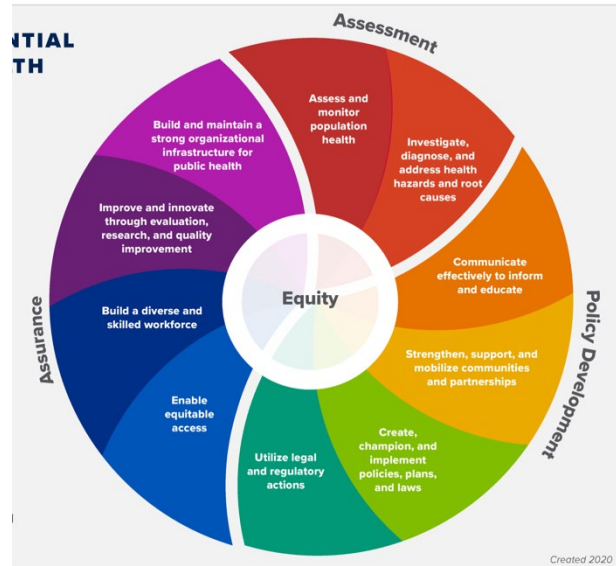 NTIAL
LTH
Assessment
Assess and
monitor
population
health
Investigate,
diagnose, and
address health
hazards and root
causes
Policy Development
Communicate
effectively to inform
and educate
Strengthen, support, and
mobilize communities
and partnerships
Create,
champion, and
implement
policies, plans,
and laws
Utilize legal
and regulatory
actions
Assurance
Enable
equitable
access
Build a diverse and
skilled workforce
Improve and innovate
through evaluation,
research, and quality
improvement
Build and maintain a
strong organizational
infrastructure for
public health
Equity
Created 2020